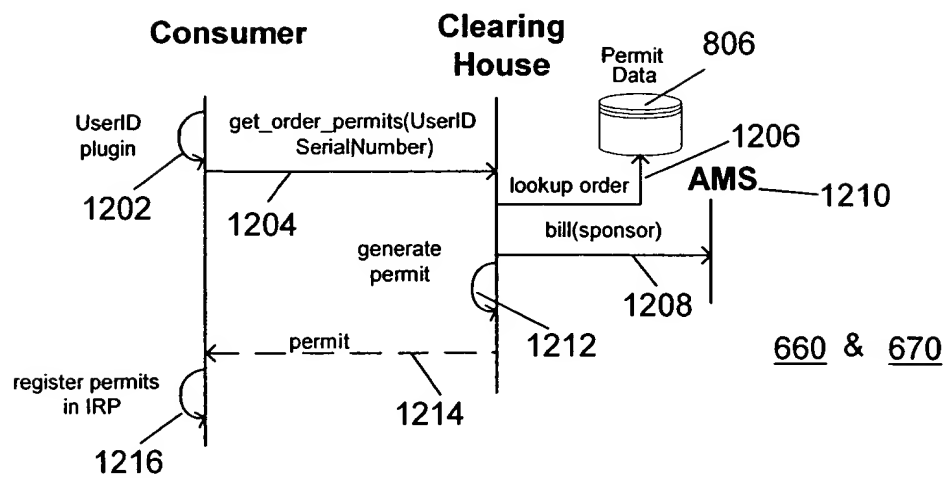 Consumer
Clearing
House
Permit
Data
806
UserID
plugin
get_order_permits(UserID
SerialNumber)
1206
lookup order
AMS
1210
1202
1204
bill(sponsor)
generate
permit
1208
1212
660 & 670
permit
register permits
in IRP
1214
1216